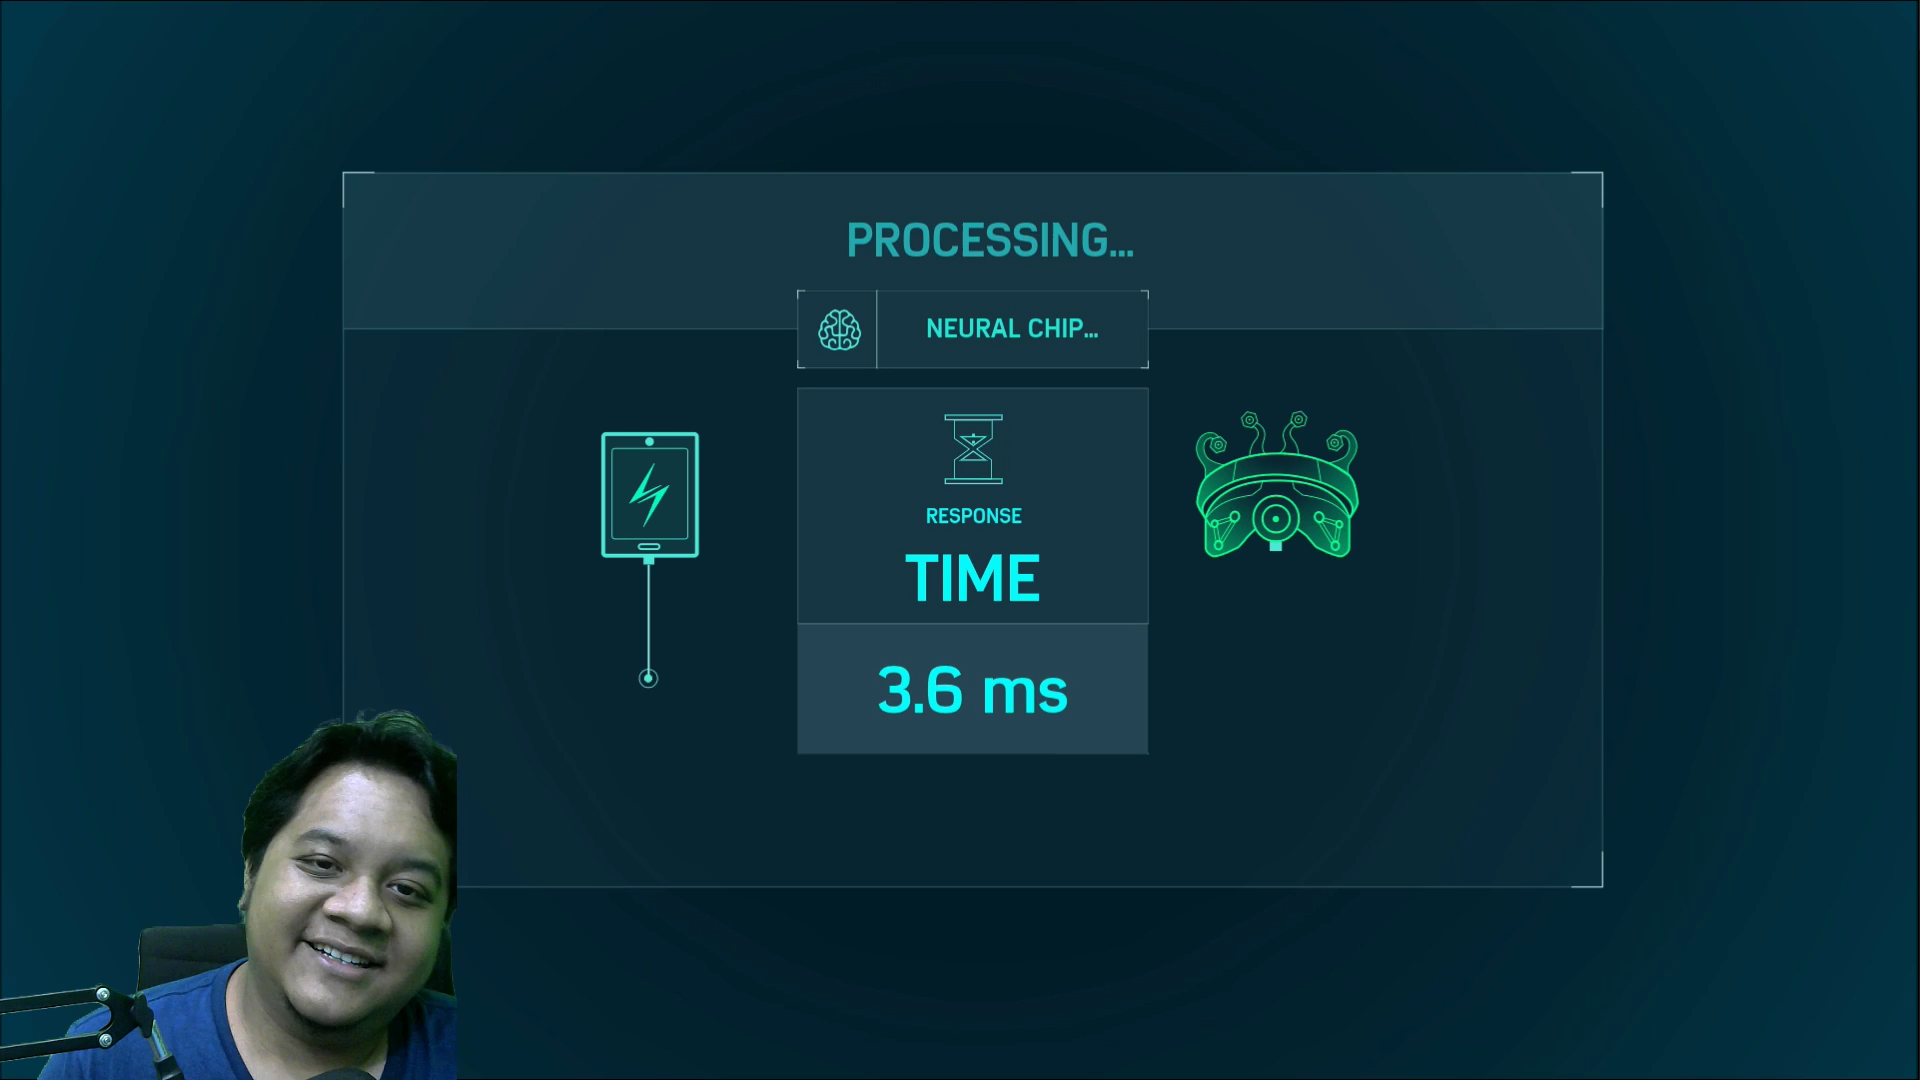 PROCESSING...
NEURAL CHIP...
RESPONSE
TIME
3.6 ms